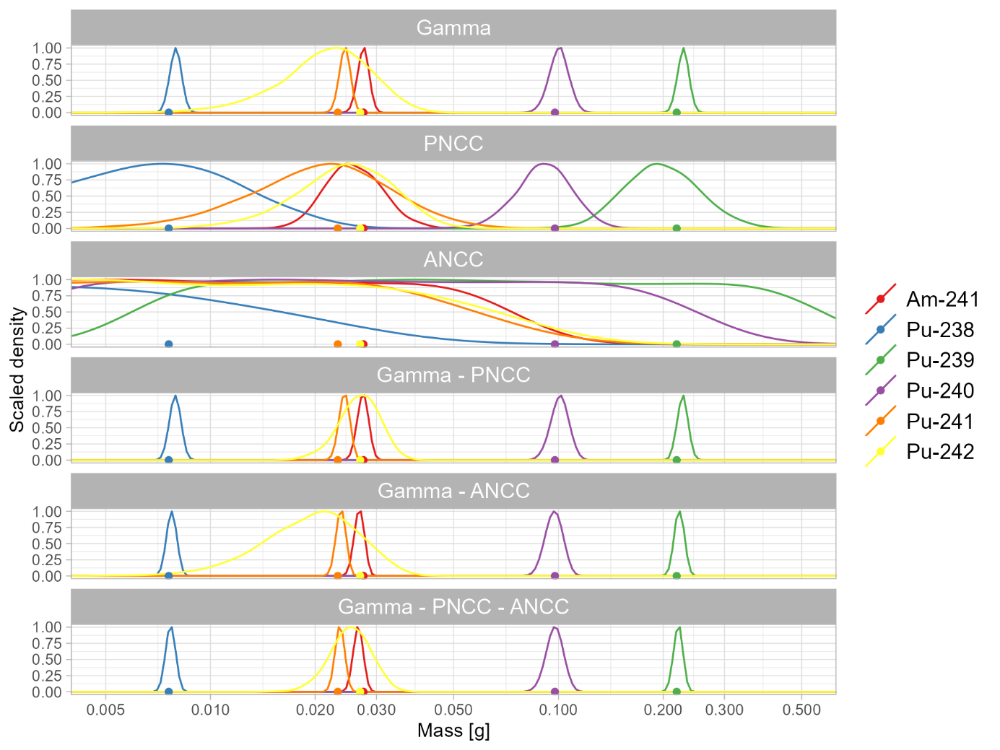 Gamma
1.00
0.75
0.50
0.25
0.00
PNCC
1.00
0.75
0.50
0.25
0.00
ANCC
1.00
0.75
0.50
0.25
0.00
Gamma - PNCC
1.00
0.75
0.50
0.25
0.00
Gamma - ANCC
1.00
0.75
0.50
0.25
0.00
Gamma - PNCC - ANCC
1.00
0.75
0.50
0.25
0.00
0.005 0.010 0.020 0.030 0.050 0.100 0.200 0.300 0.500
Mass [g]
Scaled density
Am-241
Pu-238
Pu-239
Pu-240
Pu-241
Pu-242